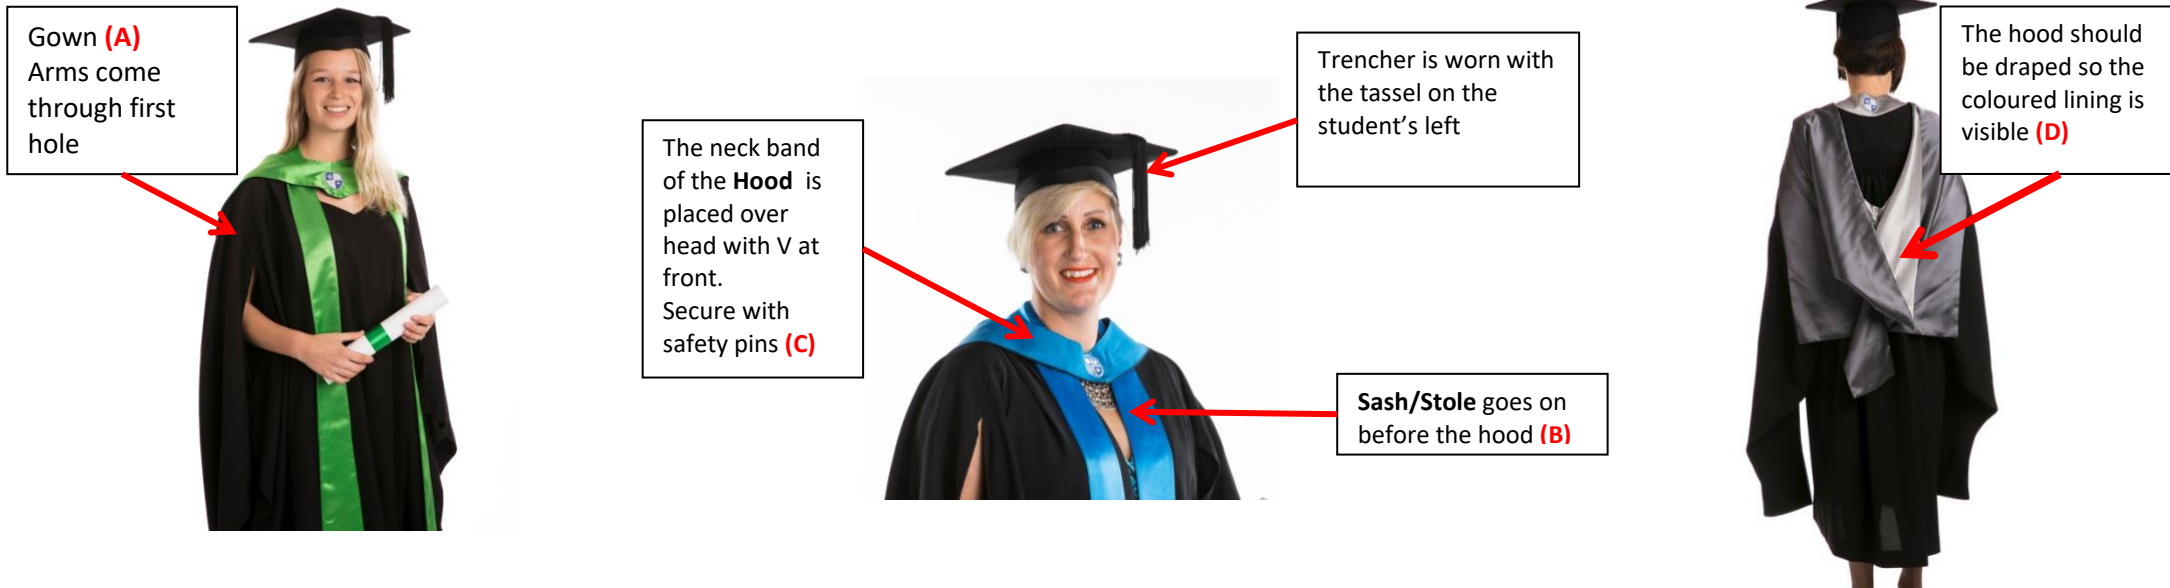 Gown (A)
Arms come
through first
hole
The neck band
of the Hood is
placed over
head with V at
front.
Secure with
safety pins (C)
Trencher is worn with
the tassel on the
student’s left
Sash/Stole goes on
before the hood (B)
The hood should
be draped so the
coloured lining is
visible (D)